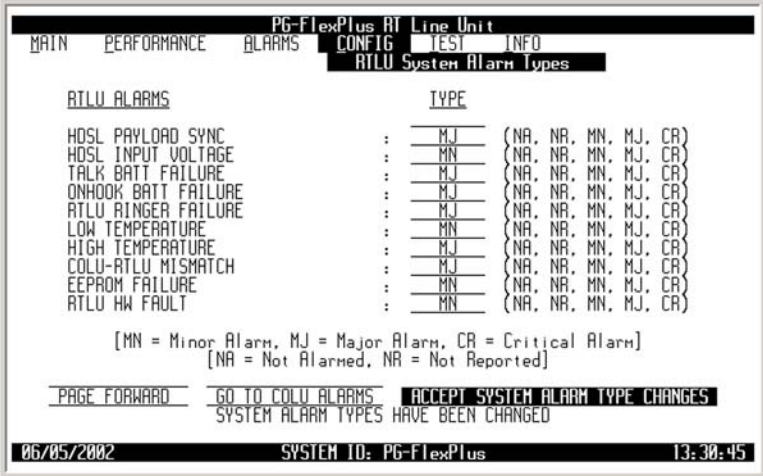 PG-FlexPlus RT Line Unit
MAIN PERFORMANCE ALARMS CONFIG TEST INFO
RTLU System Alarm Types
RTLU ALARMS TYPE
HDSL PAYLOAD SYNC : MJ (NA, NR, MN, MJ, CR)
HDSL INPUT VOLTAGE : MN (NA, NR, MN, MJ, CR)
TALK BATT FAILURE : MJ (NA, NR, MN, MJ, CR)
ONHOOK BATT FAILURE : MJ (NA, NR, MN, MJ, CR)
RTLU RINGER FAILURE : MJ (NA, NR, MN, MJ, CR)
LOW TEMPERATURE : MN (NA, NR, MN, MJ, CR)
HIGH TEMPERATURE : MJ (NA, NR, MN, MJ, CR)
COLU-RTLU MISMATCH : MJ (NA, NR, MN, MJ, CR)
EEPROM FAILURE : MN (NA, NR, MN, MJ, CR)
RTLU HW FAULT : MN (NA, NR, MN, MJ, CR)
[MN = Minor Alarm, MJ = Major Alarm, CR = Critical Alarm]
[NA = Not Alarmed, NR = Not Reported]
PAGE FORWARD GO TO COLU ALARMS ACCEPT SYSTEM ALARM TYPE CHANGES
SYSTEM ALARM TYPES HAVE BEEN CHANGED
06/05/2002 SYSTEM ID: PG-FlexPlus 13:30:45